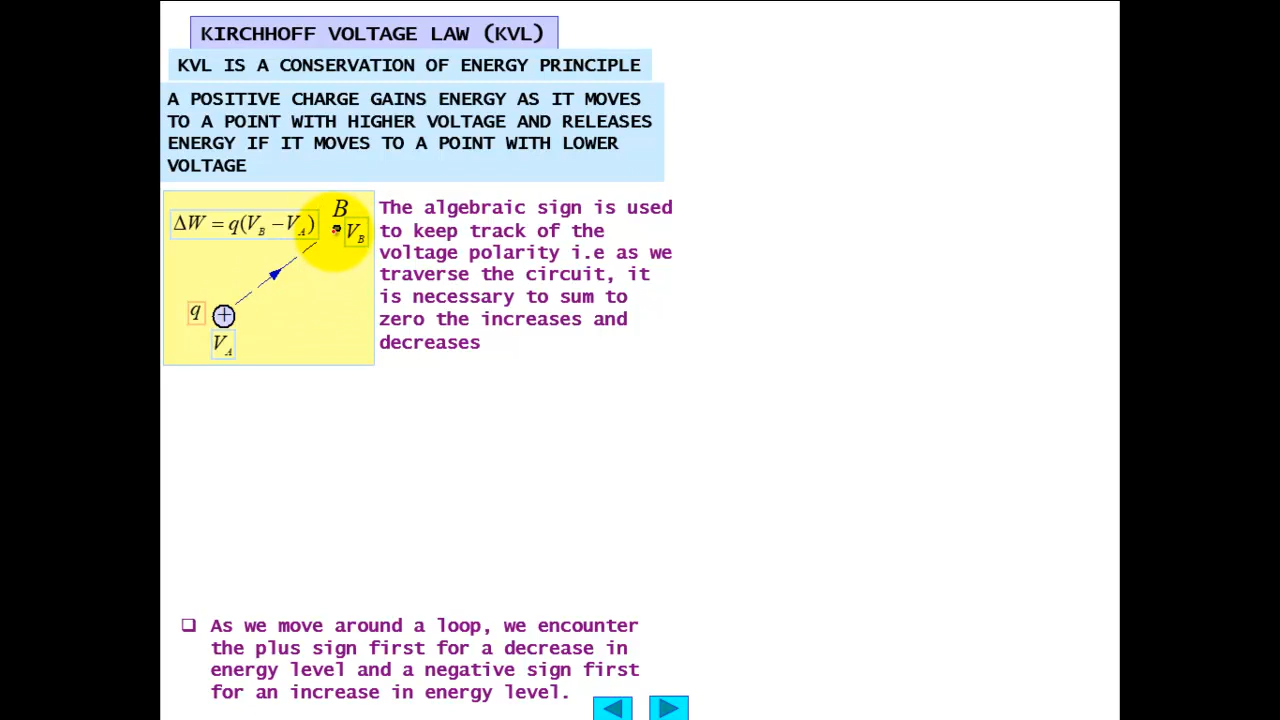 KIRCHHOFF VOLTAGE LAW (KVL)
KVL IS A CONSERVATION OF ENERGY PRINCIPLE
A POSITIVE CHARGE GAINS ENERGY AS IT MOVES
TO A POINT WITH HIGHER VOLTAGE AND RELEASES
ENERGY IF IT MOVES TO A POINT WITH LOWER
VOLTAGE
B
ΔW = q(V_B − V_A)
V_B
q
+
V_A
The algebraic sign is used
to keep track of the
voltage polarity i.e as we
traverse the circuit, it
is necessary to sum to
zero the increases and
decreases
❑ As we move around a loop, we encounter
the plus sign first for a decrease in
energy level and a negative sign first
for an increase in energy level.